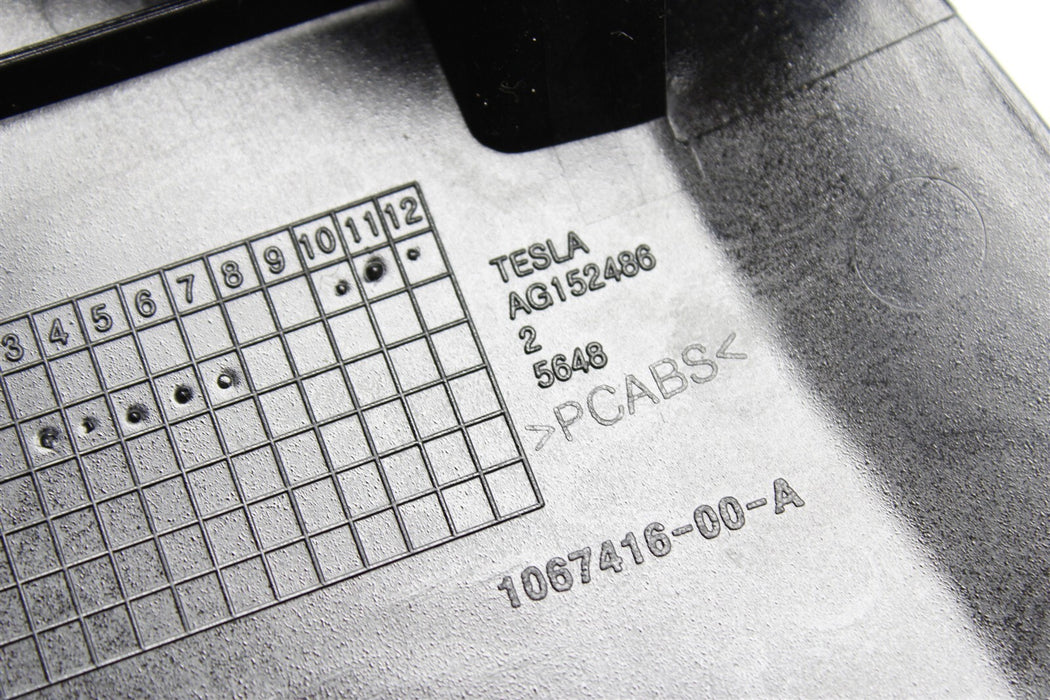 3 4 5 6 7 8 9 10 11 12
TESLA
AG152486
2
5648
>PCABS<
1067416-00-A